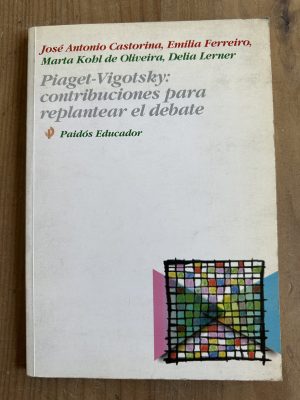 José Antonio Castorina, Emilia Ferreiro,
Marta Kohl de Oliveira, Delia Lerner
Piaget-Vigotsky:
contribuciones para
replantear el debate
Paidós Educador